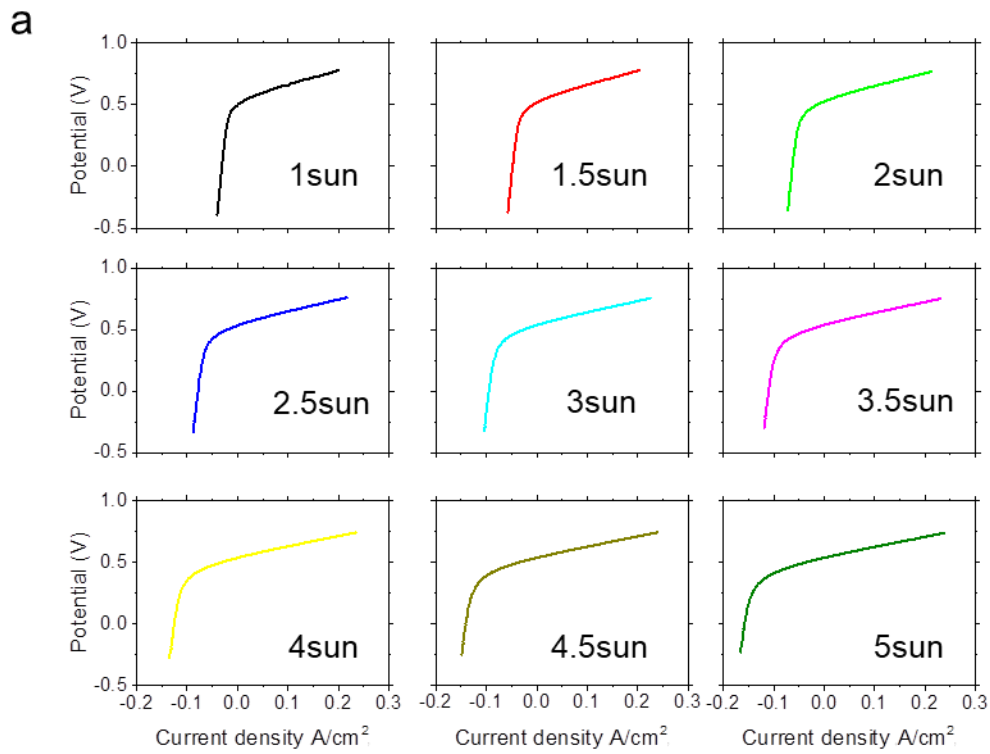 a
Potential (V)
1.0
0.5
0.0
-0.5
1sun
1.5sun
2sun
Potential (V)
1.0
0.5
0.0
-0.5
2.5sun
3sun
3.5sun
Potential (V)
1.0
0.5
0.0
-0.5
4sun
4.5sun
5sun
-0.2 -0.1 0.0 0.1 0.2 0.3
-0.2 -0.1 0.0 0.1 0.2 0.3
-0.2 -0.1 0.0 0.1 0.2 0.3
Current density A/cm²
Current density A/cm²
Current density A/cm²